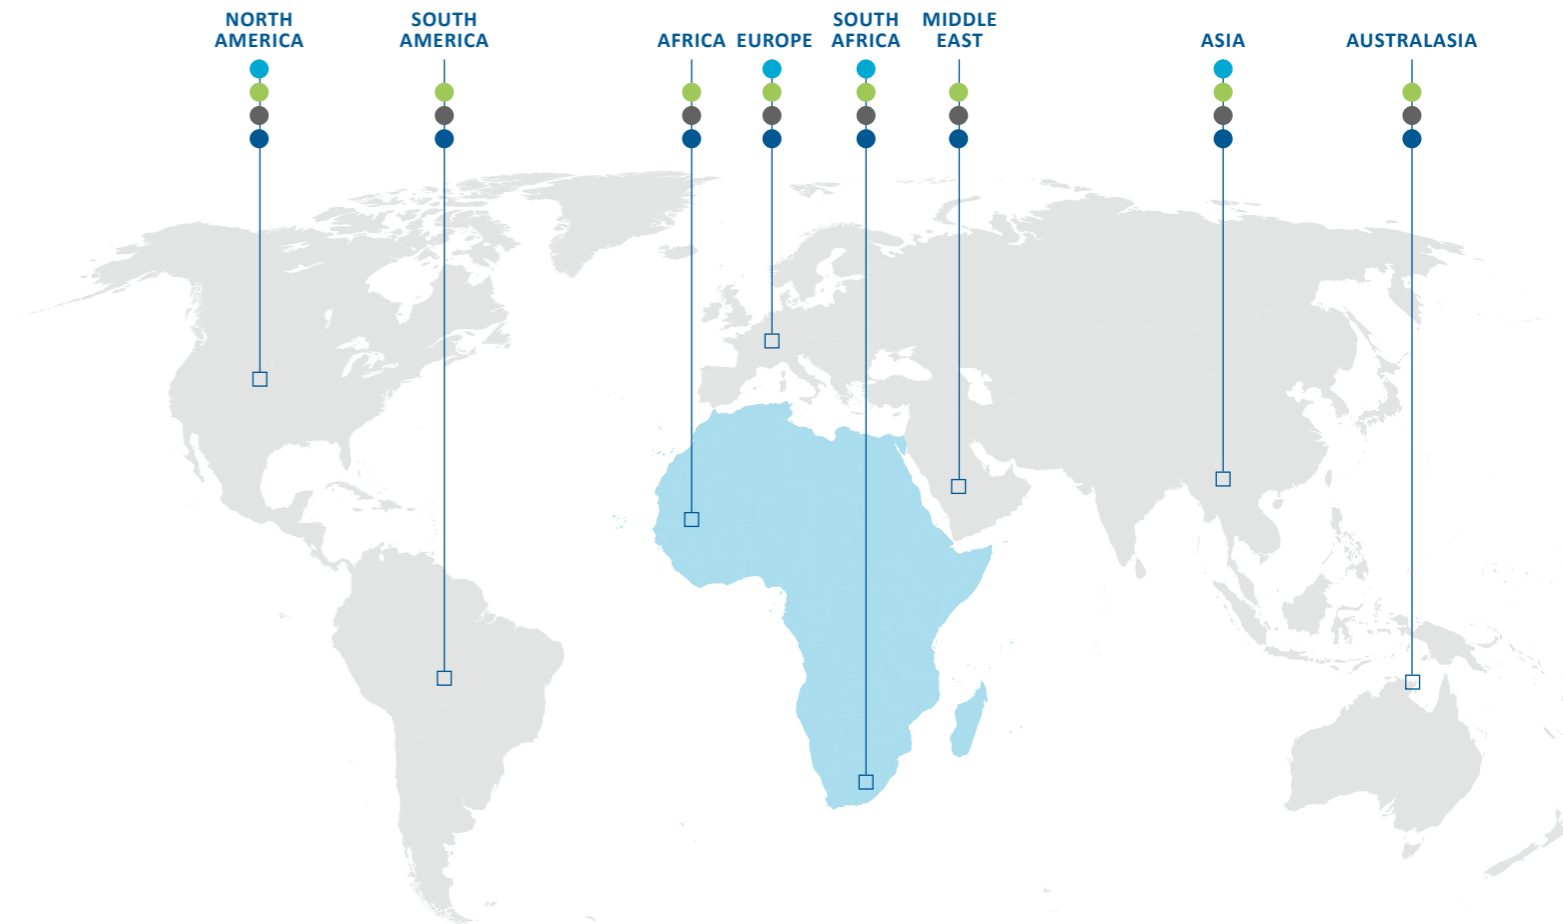 NORTH
AMERICA
SOUTH
AMERICA
AFRICA
EUROPE
SOUTH
AFRICA
MIDDLE
EAST
ASIA
AUSTRALASIA